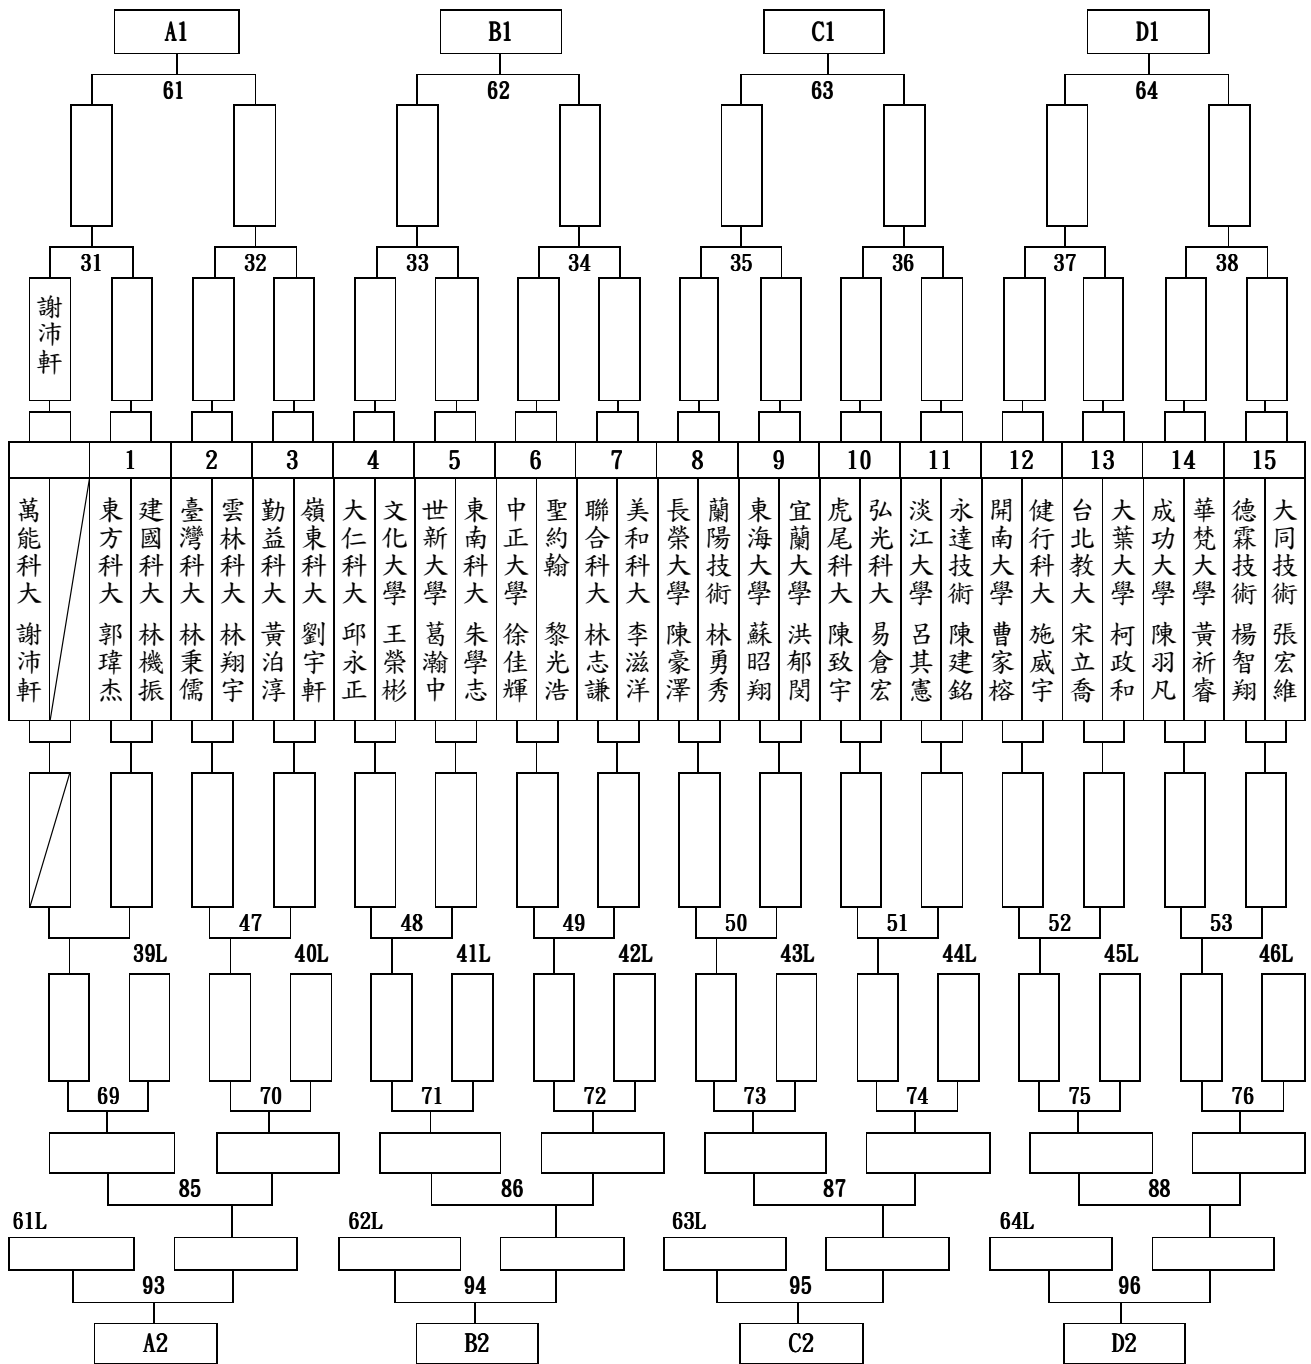 A1 B1 C1 D1
61 62 63 64
31 32 33 34 35 36 37 38
謝沛軒
1 2 3 4 5 6 7 8 9 10 11 12 13 14 15
萬能科大 謝沛軒
東方科大 郭瑋杰
建國科大 林機振
臺灣科大 林秉儒
雲林科大 林翔宇
勤益科大 黃泊淳
嶺東科大 劉宇軒
大仁科大 邱永正
文化大學 王榮彬
世新大學 葛瀚中
東南科大 朱學志
中正大學 徐佳輝
聖約翰 黎光浩
聯合科大 林志謙
美和科大 李滋洋
長榮大學 陳豪澤
蘭陽技術 林勇秀
東海大學 蘇昭翔
宜蘭大學 洪郁閔
虎尾科大 陳致宇
弘光科大 易倉宏
淡江大學 呂其憲
永達技術 陳建銘
開南大學 曹家榕
健行科大 施威宇
台北教大 宋立喬
大葉大學 柯政和
成功大學 陳羽凡
華梵大學 黃祈睿
德霖技術 楊智翔
大同技術 張宏維
47 48 49 50 51 52 53
39L 40L 41L 42L 43L 44L 45L 46L
69 70 71 72 73 74 75 76
85 86 87 88
61L 62L 63L 64L
93 94 95 96
A2 B2 C2 D2